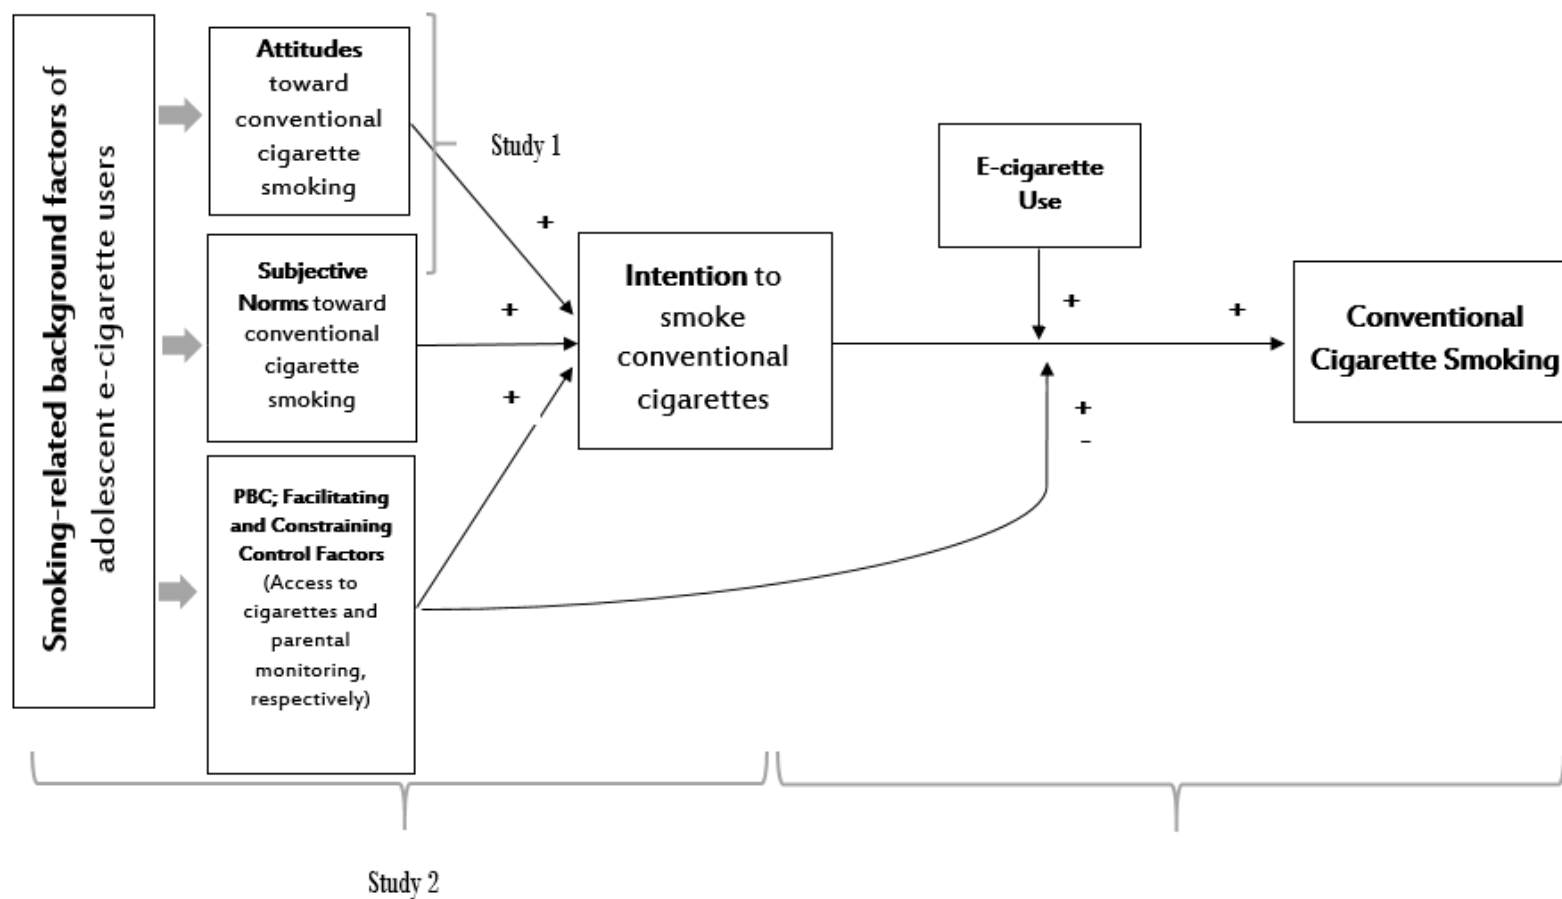 Smoking-related background factors of
adolescent e-cigarette users
Attitudes
toward
conventional
cigarette
smoking
Study 1
Subjective
Norms toward
conventional
cigarette
smoking
PBC; Facilitating
and Constraining
Control Factors
(Access to
cigarettes and
parental
monitoring,
respectively)
+
+
+
Intention to
smoke
conventional
cigarettes
E-cigarette
Use
+
+
+
-
Conventional
Cigarette Smoking
Study 2